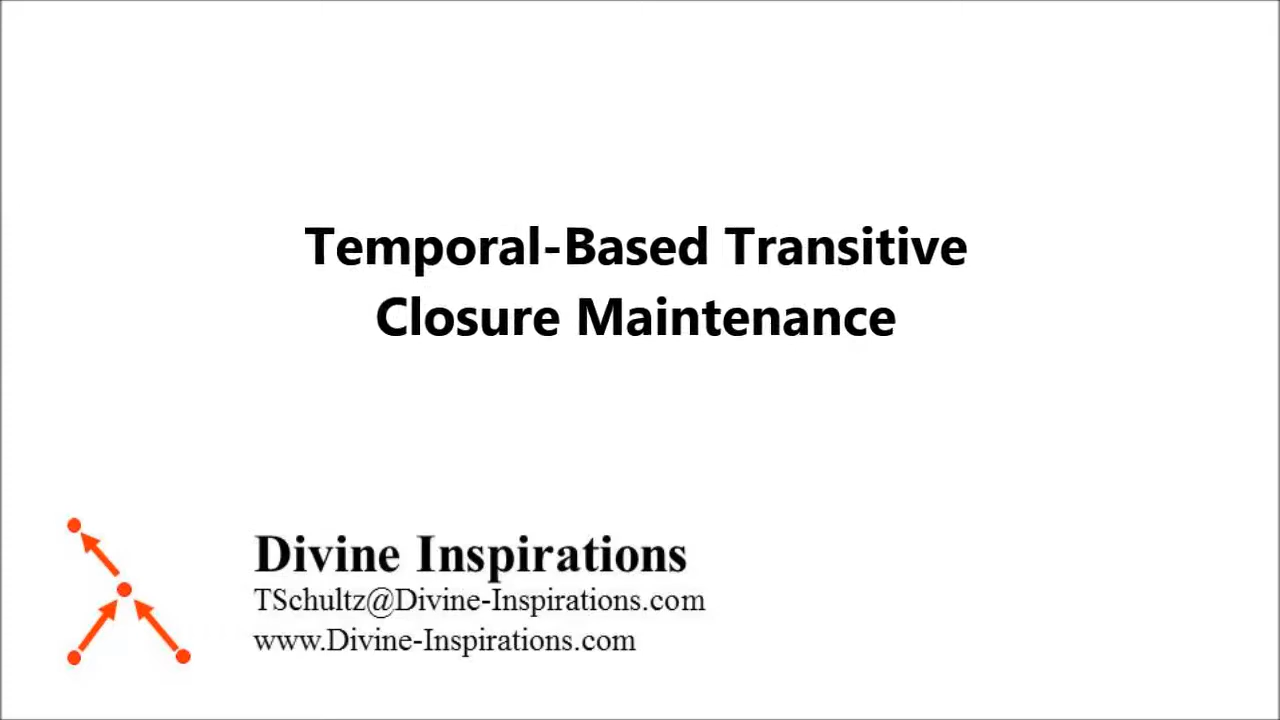 Temporal-Based Transitive
Closure Maintenance
Divine Inspirations
TSchultz@Divine-Inspirations.com
www.Divine-Inspirations.com